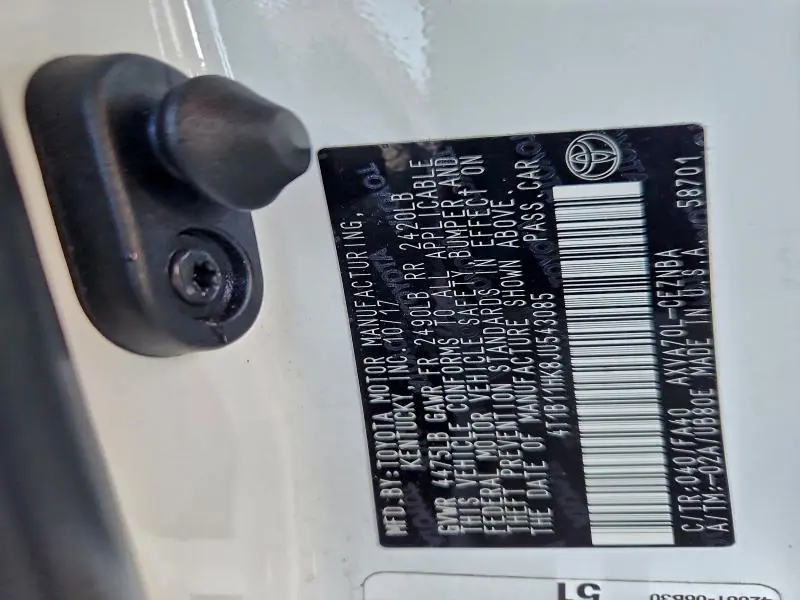 MFD.BY:TOYOTA MOTOR MANUFACTURING,
KENTUCKY, INC. 10/17
GVWR 4475LB GAWR FR 2490LB RR 2420LB
THIS VEHICLE CONFORMS TO ALL APPLICABLE
FEDERAL MOTOR VEHICLE SAFETY, BUMPER, AND
THEFT PREVENTION STANDARDS IN EFFECT ON
THE DATE OF MANUFACTURE SHOWN ABOVE.
4T1B11HK8JU543085 PASS.CAR
C/TR:040/FA40 AXVA70L-CEZNBA
A/TM:-02A/UB80E MADE IN U.S.A. 58701
51